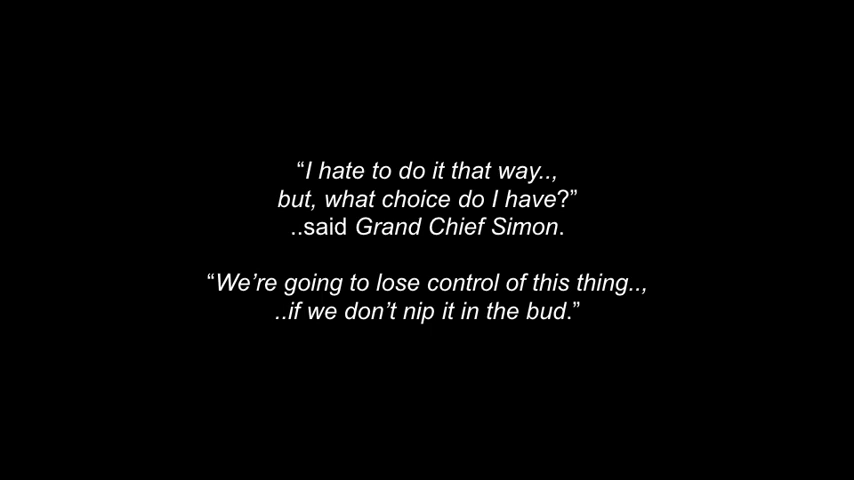 “I hate to do it that way..,
but, what choice do I have?”
..said Grand Chief Simon.
“We’re going to lose control of this thing..,
..if we don’t nip it in the bud.”